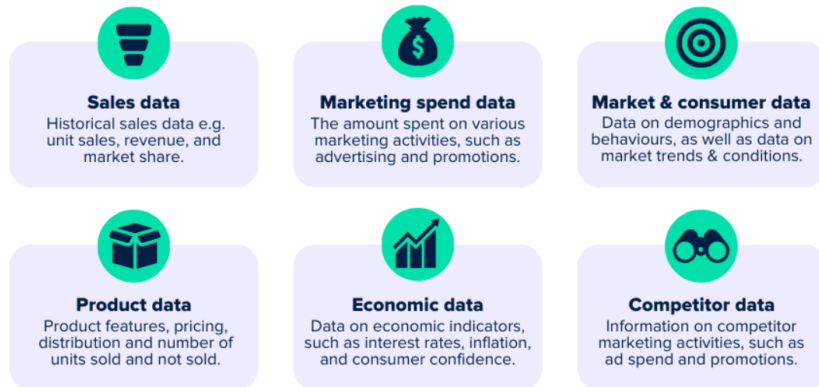 Sales data
Historical sales data e.g.
unit sales, revenue, and
market share.
Marketing spend data
The amount spent on various
marketing activities, such as
advertising and promotions.
Market & consumer data
Data on demographics and
behaviours, as well as data on
market trends & conditions.
Product data
Product features, pricing,
distribution and number of
units sold and not sold.
Economic data
Data on economic indicators,
such as interest rates, inflation,
and consumer confidence.
Competitor data
Information on competitor
marketing activities, such as
ad spend and promotions.